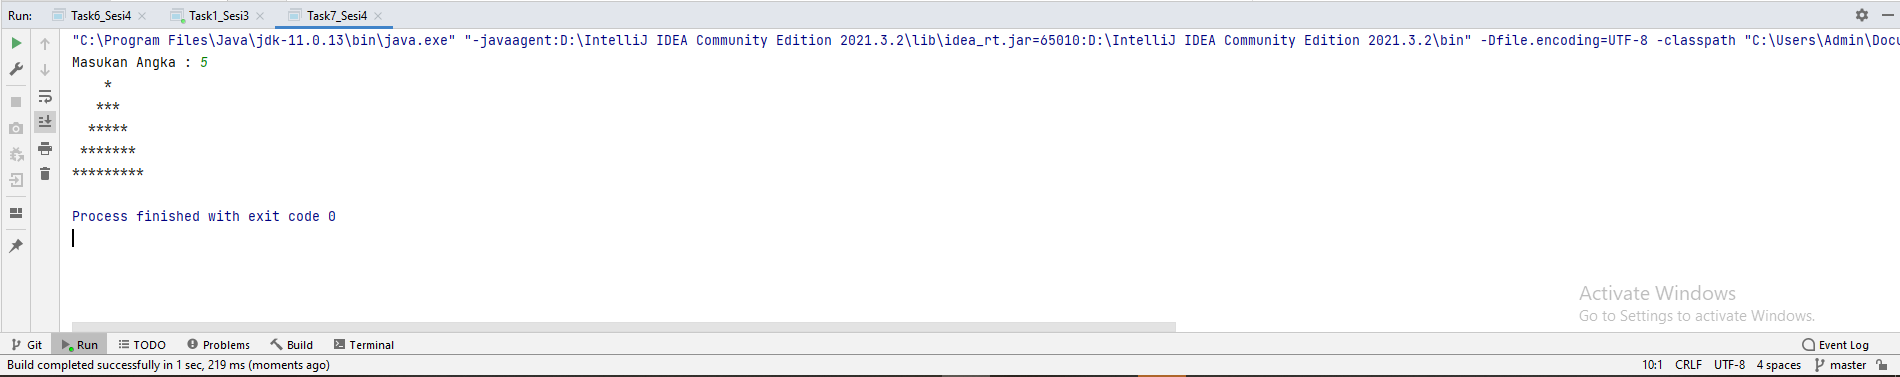 Run: Task6_Sesi4 Task1_Sesi3 Task7_Sesi4
"C:\Program Files\Java\jdk-11.0.13\bin\java.exe" "-javaagent:D:\IntelliJ IDEA Community Edition 2021.3.2\lib\idea_rt.jar=65010:D:\IntelliJ IDEA Community Edition 2021.3.2\bin" -Dfile.encoding=UTF-8 -classpath "C:\Users\Admin\Docu
Masukan Angka : 5
    *
   ***
  *****
 *******
*********
Process finished with exit code 0
Activate Windows
Go to Settings to activate Windows.
Git Run TODO Problems Build Terminal Event Log
Build completed successfully in 1 sec, 219 ms (moments ago) 10:1 CRLF UTF-8 4 spaces master